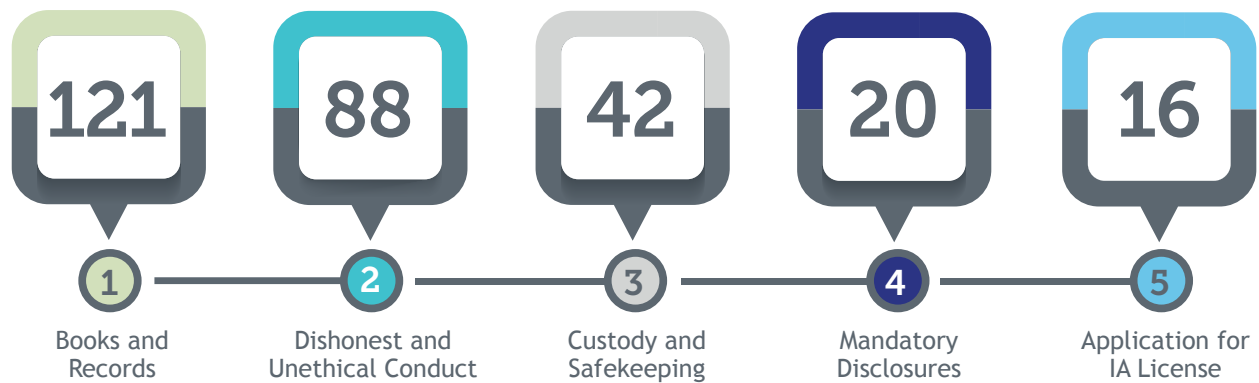 121
88
42
20
16
1
2
3
4
5
Books and
Records
Dishonest and
Unethical Conduct
Custody and
Safekeeping
Mandatory
Disclosures
Application for
IA License